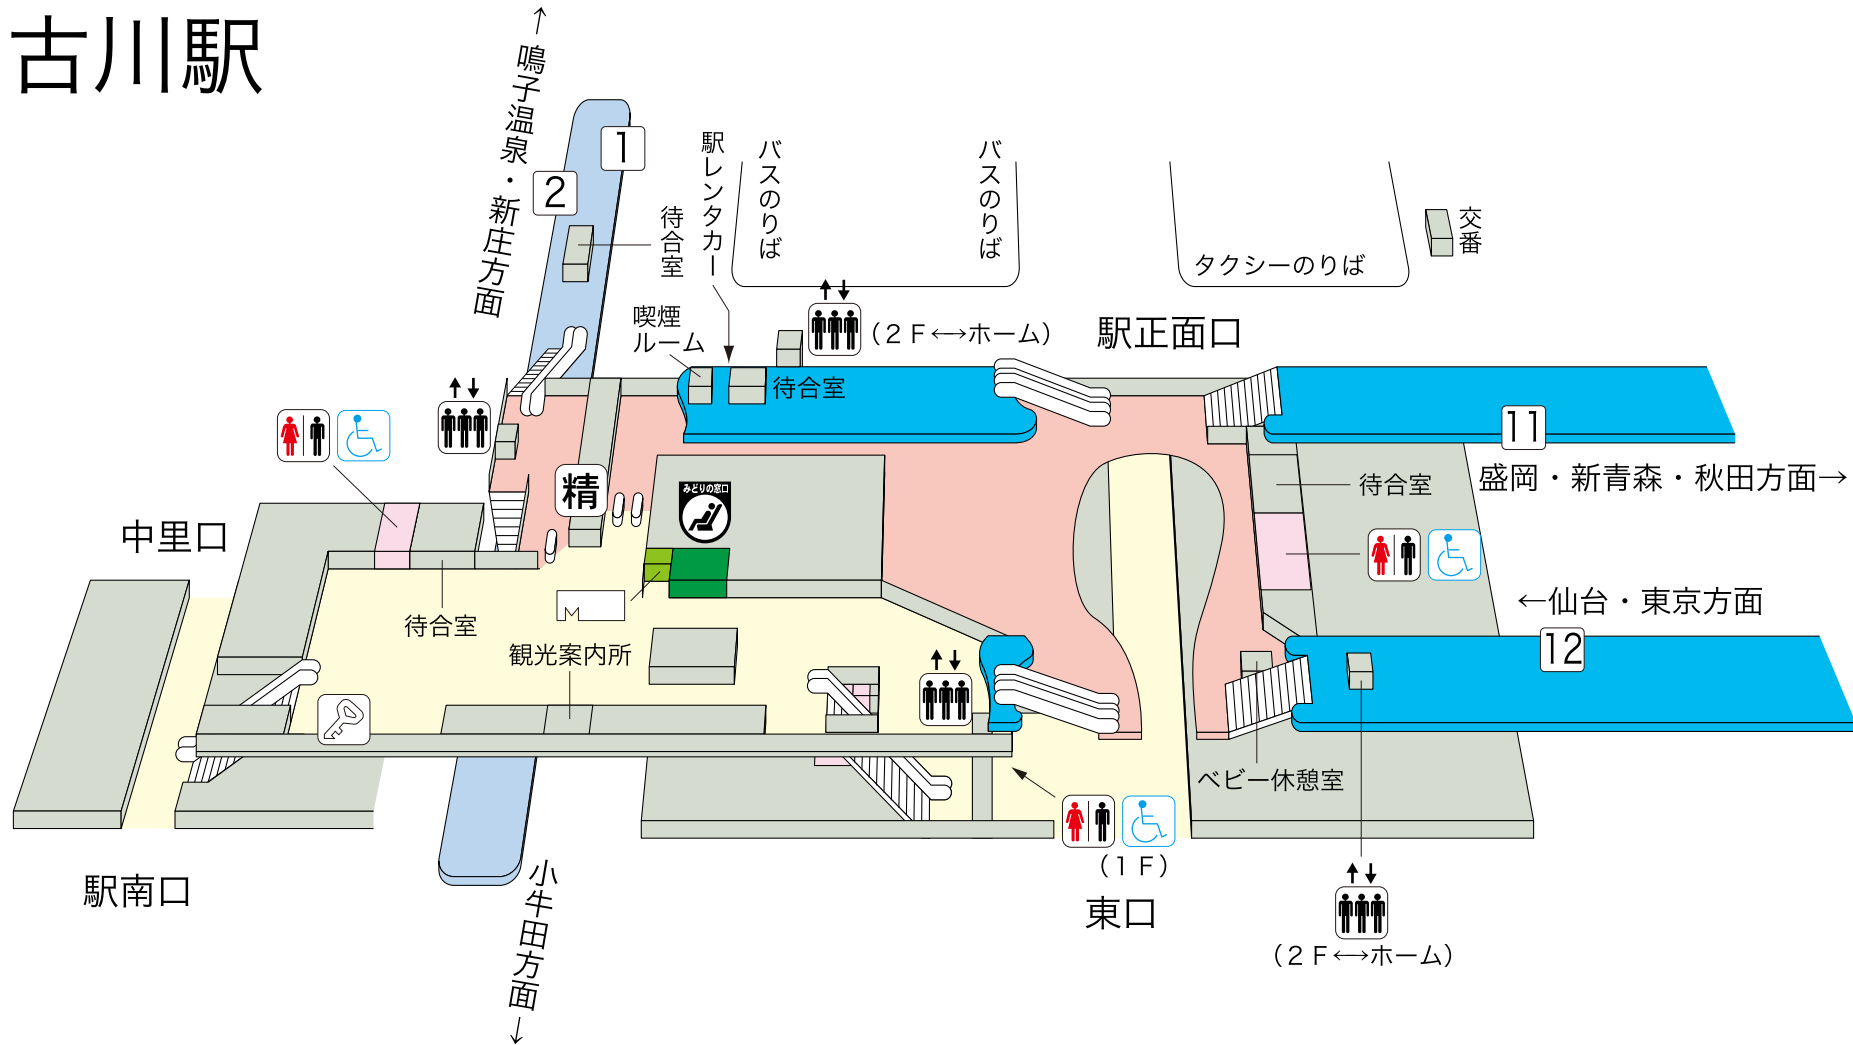 古川駅
↑鳴子温泉・新庄方面
1
2
待合室
駅レンタカー
バスのりば
バスのりば
タクシーのりば
交番
喫煙
ルーム
(2F←→ホーム)
駅正面口
待合室
11
盛岡・新青森・秋田方面→
待合室
精
みどりの窓口
中里口
待合室
観光案内所
←仙台・東京方面
12
ベビー休憩室
(1F)
東口
駅南口
小牛田方面→
(2F←→ホーム)